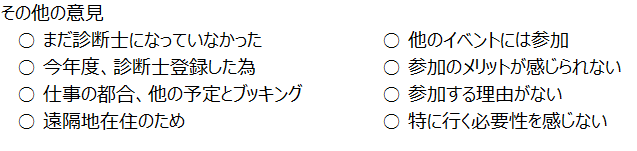 その他の意見
○ まだ診断士になっていなかった
○ 今年度、診断士登録した為
○ 仕事の都合、他の予定とブッキング
○ 遠隔地在住のため
○ 他のイベントには参加
○ 参加のメリットが感じられない
○ 参加する理由がない
○ 特に行く必要性を感じない